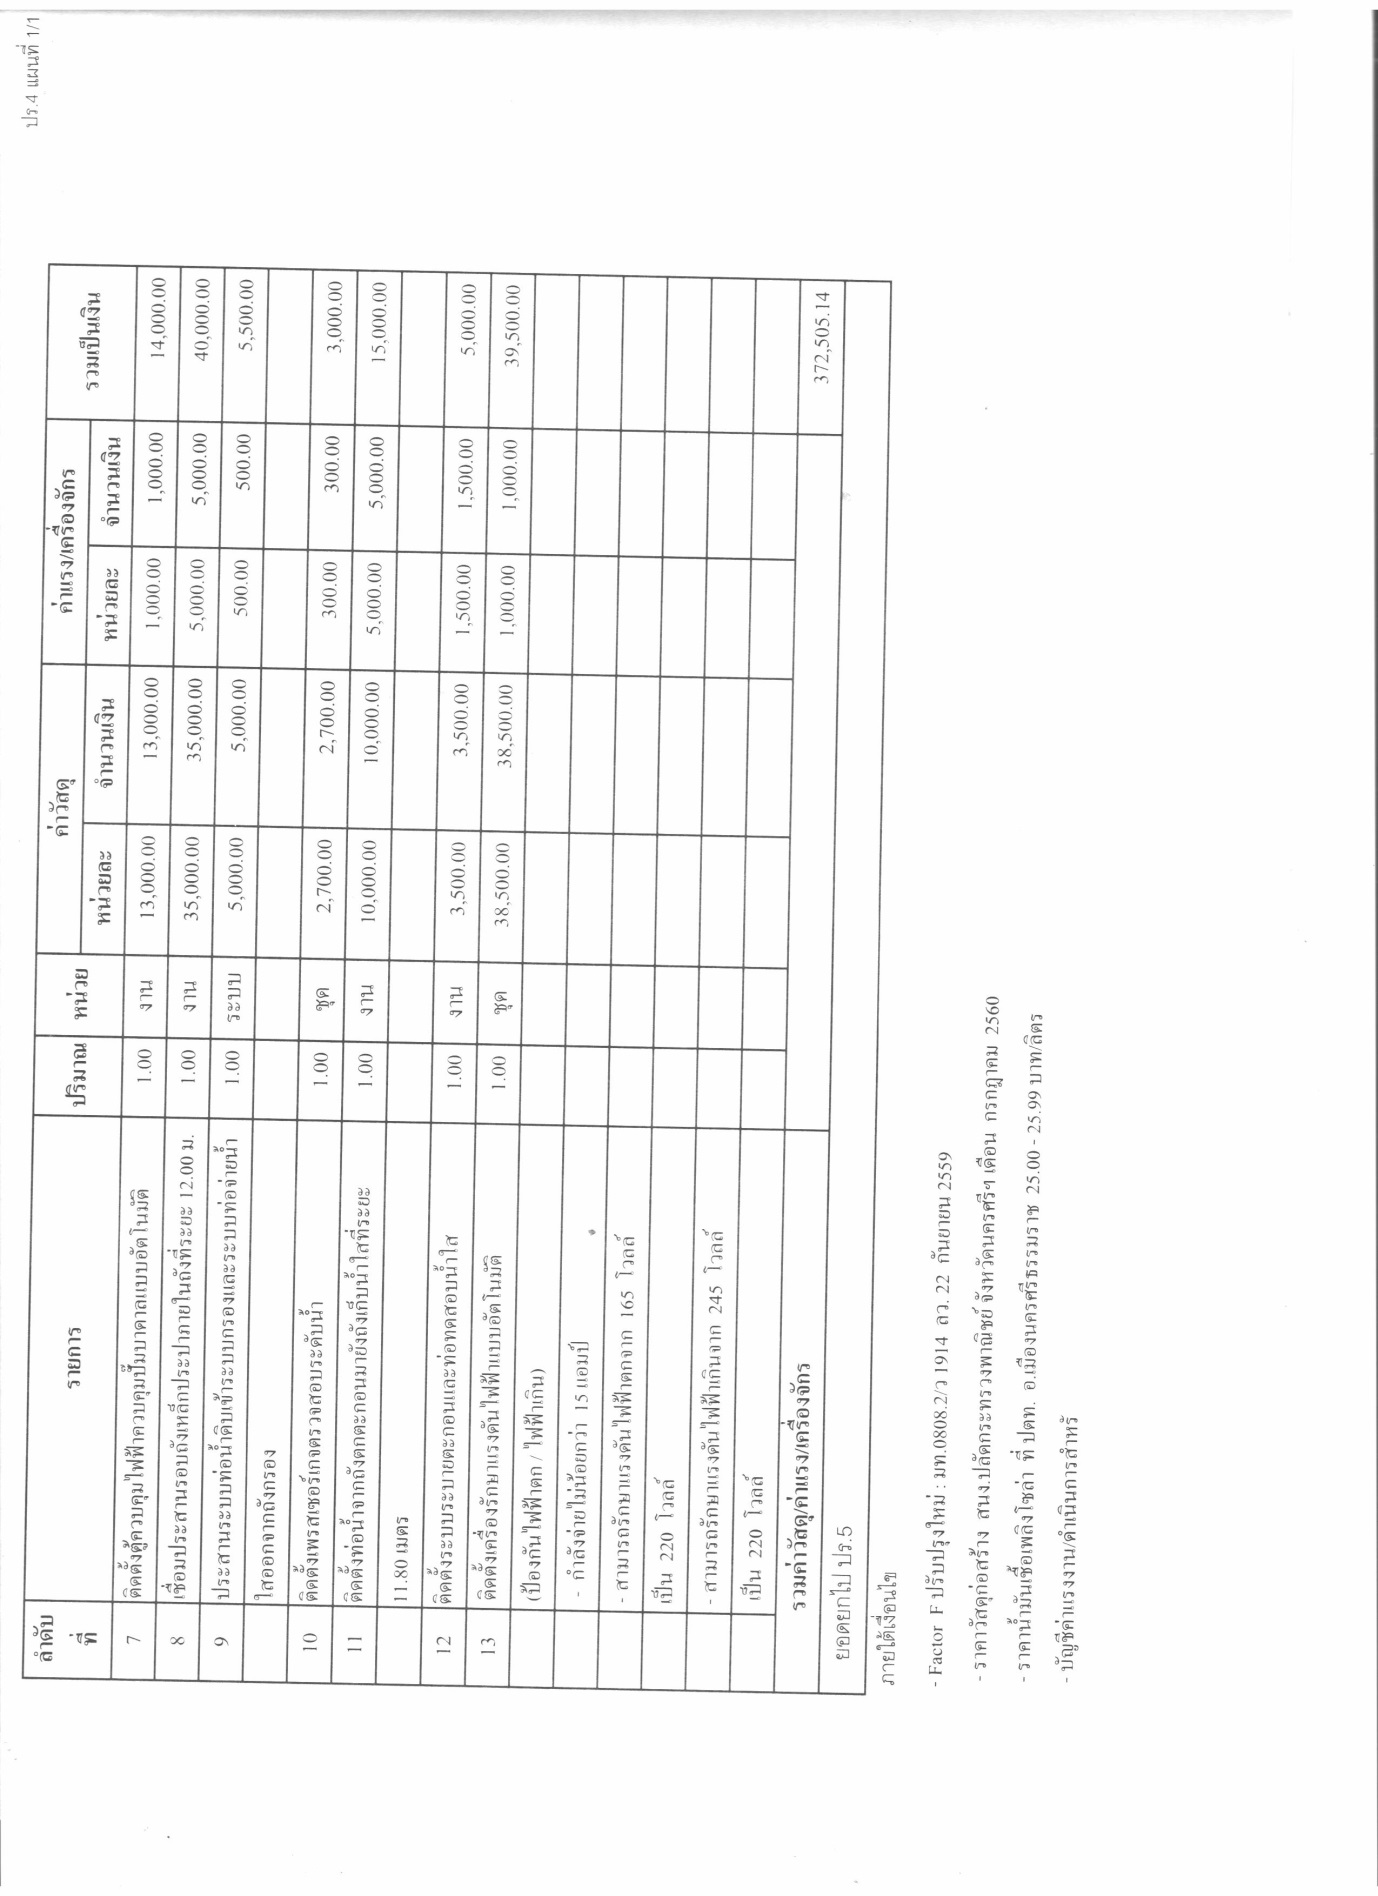 ปร.4 แผ่นที่ 1/1
ลำดับที่ รายการ ปริมาณ หน่วย ค่าวัสดุ ค่าแรง/เครื่องจักร รวมเป็นเงิน
หน่วยละ จำนวนเงิน หน่วยละ จำนวนเงิน
7 ติดตั้งตู้ควบคุมไฟฟ้าควบคุมปั๊มบาดาลแบบอัตโนมัติ 1.00 งาน 13,000.00 13,000.00 1,000.00 1,000.00 14,000.00
8 เชื่อมประสานรอบถังเหล็กประปาภายในถังที่ระยะ 12.00 ม. 1.00 งาน 35,000.00 35,000.00 5,000.00 5,000.00 40,000.00
9 ประสานระบบท่อน้ำดิบเข้าระบบกรองและระบบท่อจ่ายน้ำ 1.00 ระบบ 5,000.00 5,000.00 500.00 500.00 5,500.00
ใสออกจากถังกรอง
10 ติดตั้งเพรสเซอร์เกจตรวจสอบระดับน้ำ 1.00 ชุด 2,700.00 2,700.00 300.00 300.00 3,000.00
11 ติดตั้งท่อน้ำจากถังตกตะกอนมายังถังเก็บน้ำใสที่ระยะ 1.00 งาน 10,000.00 10,000.00 5,000.00 5,000.00 15,000.00
11.80 เมตร
12 ติดตั้งระบบระบายตะกอนและท่อทดสอบน้ำใส 1.00 งาน 3,500.00 3,500.00 1,500.00 1,500.00 5,000.00
13 ติดตั้งเครื่องรักษาแรงดันไฟฟ้าแบบอัตโนมัติ 1.00 ชุด 38,500.00 38,500.00 1,000.00 1,000.00 39,500.00
(ป้องกันไฟฟ้าตก / ไฟฟ้าเกิน)
- กำลังจ่ายไม่น้อยกว่า 15 แอมป์
- สามารถรักษาแรงดันไฟฟ้าตกจาก 165 โวลล์
เป็น 220 โวลล์
- สามารถรักษาแรงดันไฟฟ้าเกินจาก 245 โวลล์
เป็น 220 โวลล์
รวมค่าวัสดุ/ค่าแรง/เครื่องจักร 372,505.14
ยอดยกไป ปร.5
ภายใต้เงื่อนไข
- Factor F ปรับปรุงใหม่ : มท.0808.2/ว 1914 ลว. 22 กันยายน 2559
- ราคาวัสดุก่อสร้าง สนง.ปลัดกระทรวงพาณิชย์ จังหวัดนครศรีฯ เดือน กรกฎาคม 2560
- ราคาน้ำมันเชื้อเพลิงโซล่า ที่ ปตท. อ.เมืองนครศรีธรรมราช 25.00 - 25.99 บาท/ลิตร
- บัญชีค่าแรงงาน/ดำเนินการสำหรั